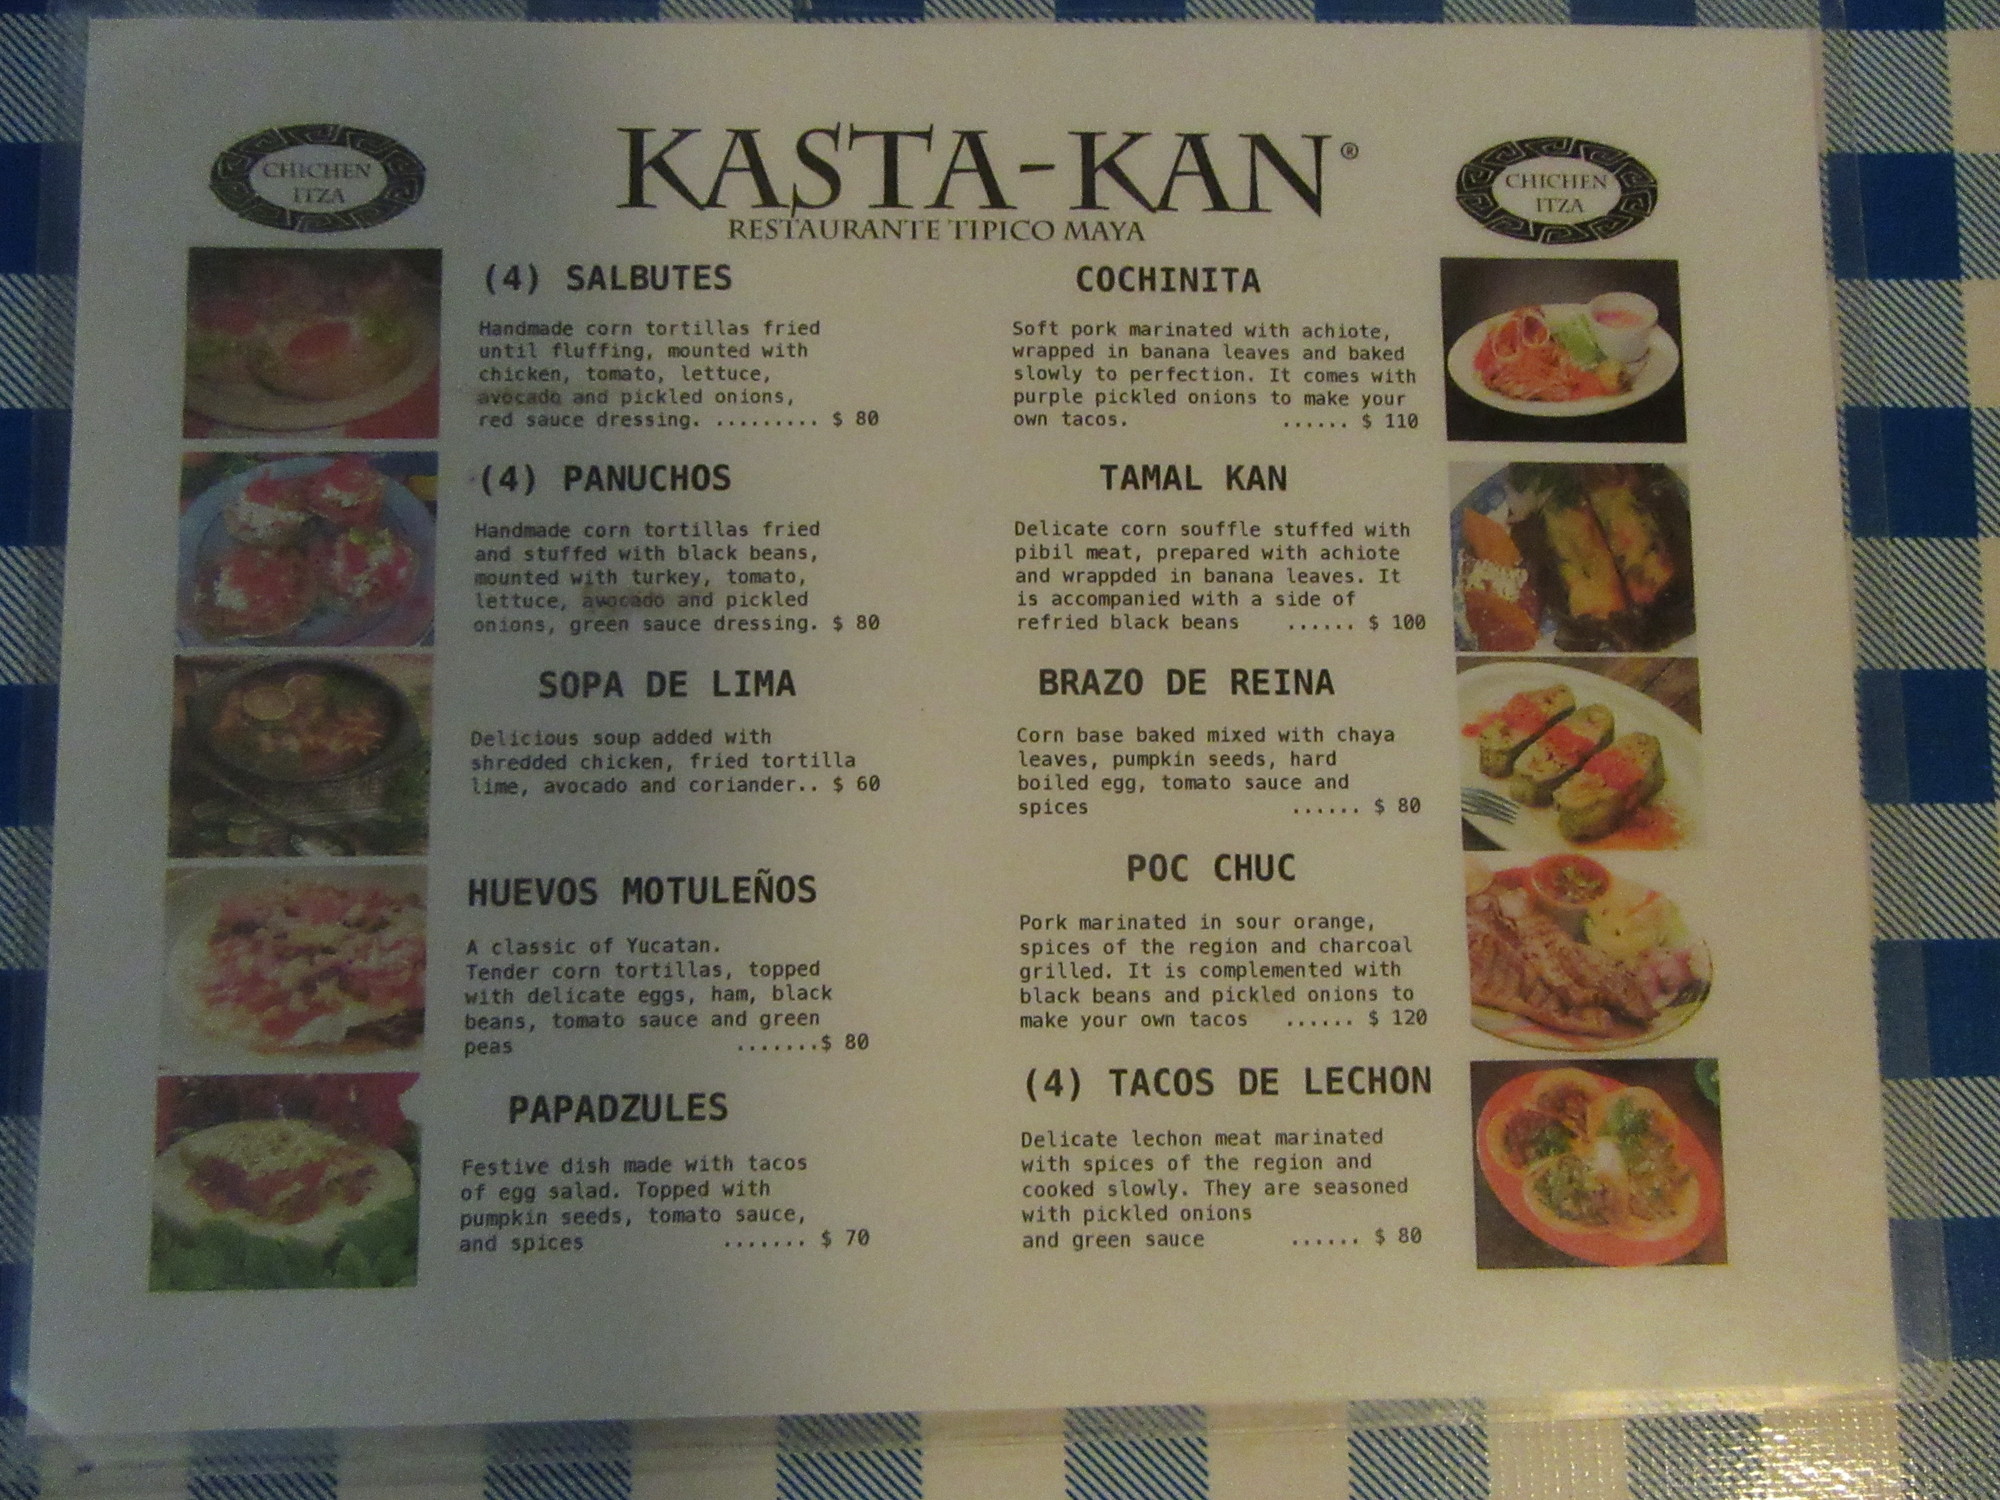 CHICHEN
ITZA
KASTA-KAN®
RESTAURANTE TIPICO MAYA
CHICHEN
ITZA
(4) SALBUTES
Handmade corn tortillas fried
until fluffing, mounted with
chicken, tomato, lettuce,
avocado and pickled onions,
red sauce dressing. ......... $ 80
(4) PANUCHOS
Handmade corn tortillas fried
and stuffed with black beans,
mounted with turkey, tomato,
lettuce, avocado and pickled
onions, green sauce dressing. $ 80
SOPA DE LIMA
Delicious soup added with
shredded chicken, fried tortilla
lime, avocado and coriander.. $ 60
HUEVOS MOTULEÑOS
A classic of Yucatan.
Tender corn tortillas, topped
with delicate eggs, ham, black
beans, tomato sauce and green
peas .......$ 80
PAPADZULES
Festive dish made with tacos
of egg salad. Topped with
pumpkin seeds, tomato sauce,
and spices ....... $ 70
COCHINITA
Soft pork marinated with achiote,
wrapped in banana leaves and baked
slowly to perfection. It comes with
purple pickled onions to make your
own tacos. ...... $ 110
TAMAL KAN
Delicate corn souffle stuffed with
pibil meat, prepared with achiote
and wrappded in banana leaves. It
is accompanied with a side of
refried black beans ...... $ 100
BRAZO DE REINA
Corn base baked mixed with chaya
leaves, pumpkin seeds, hard
boiled egg, tomato sauce and
spices ...... $ 80
POC CHUC
Pork marinated in sour orange,
spices of the region and charcoal
grilled. It is complemented with
black beans and pickled onions to
make your own tacos ...... $ 120
(4) TACOS DE LECHON
Delicate lechon meat marinated
with spices of the region and
cooked slowly. They are seasoned
with pickled onions
and green sauce ...... $ 80